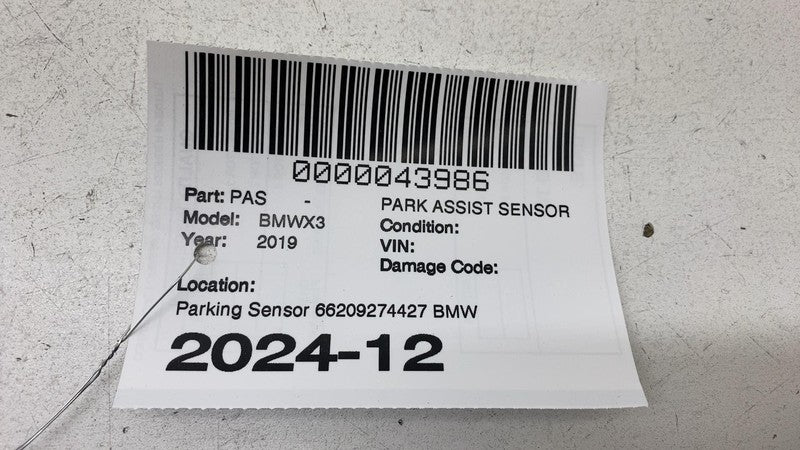 0000043986
Part: PAS - PARK ASSIST SENSOR
Model: BMWX3 Condition:
Year: 2019 VIN:
Damage Code:
Location:
Parking Sensor 66209274427 BMW
2024-12